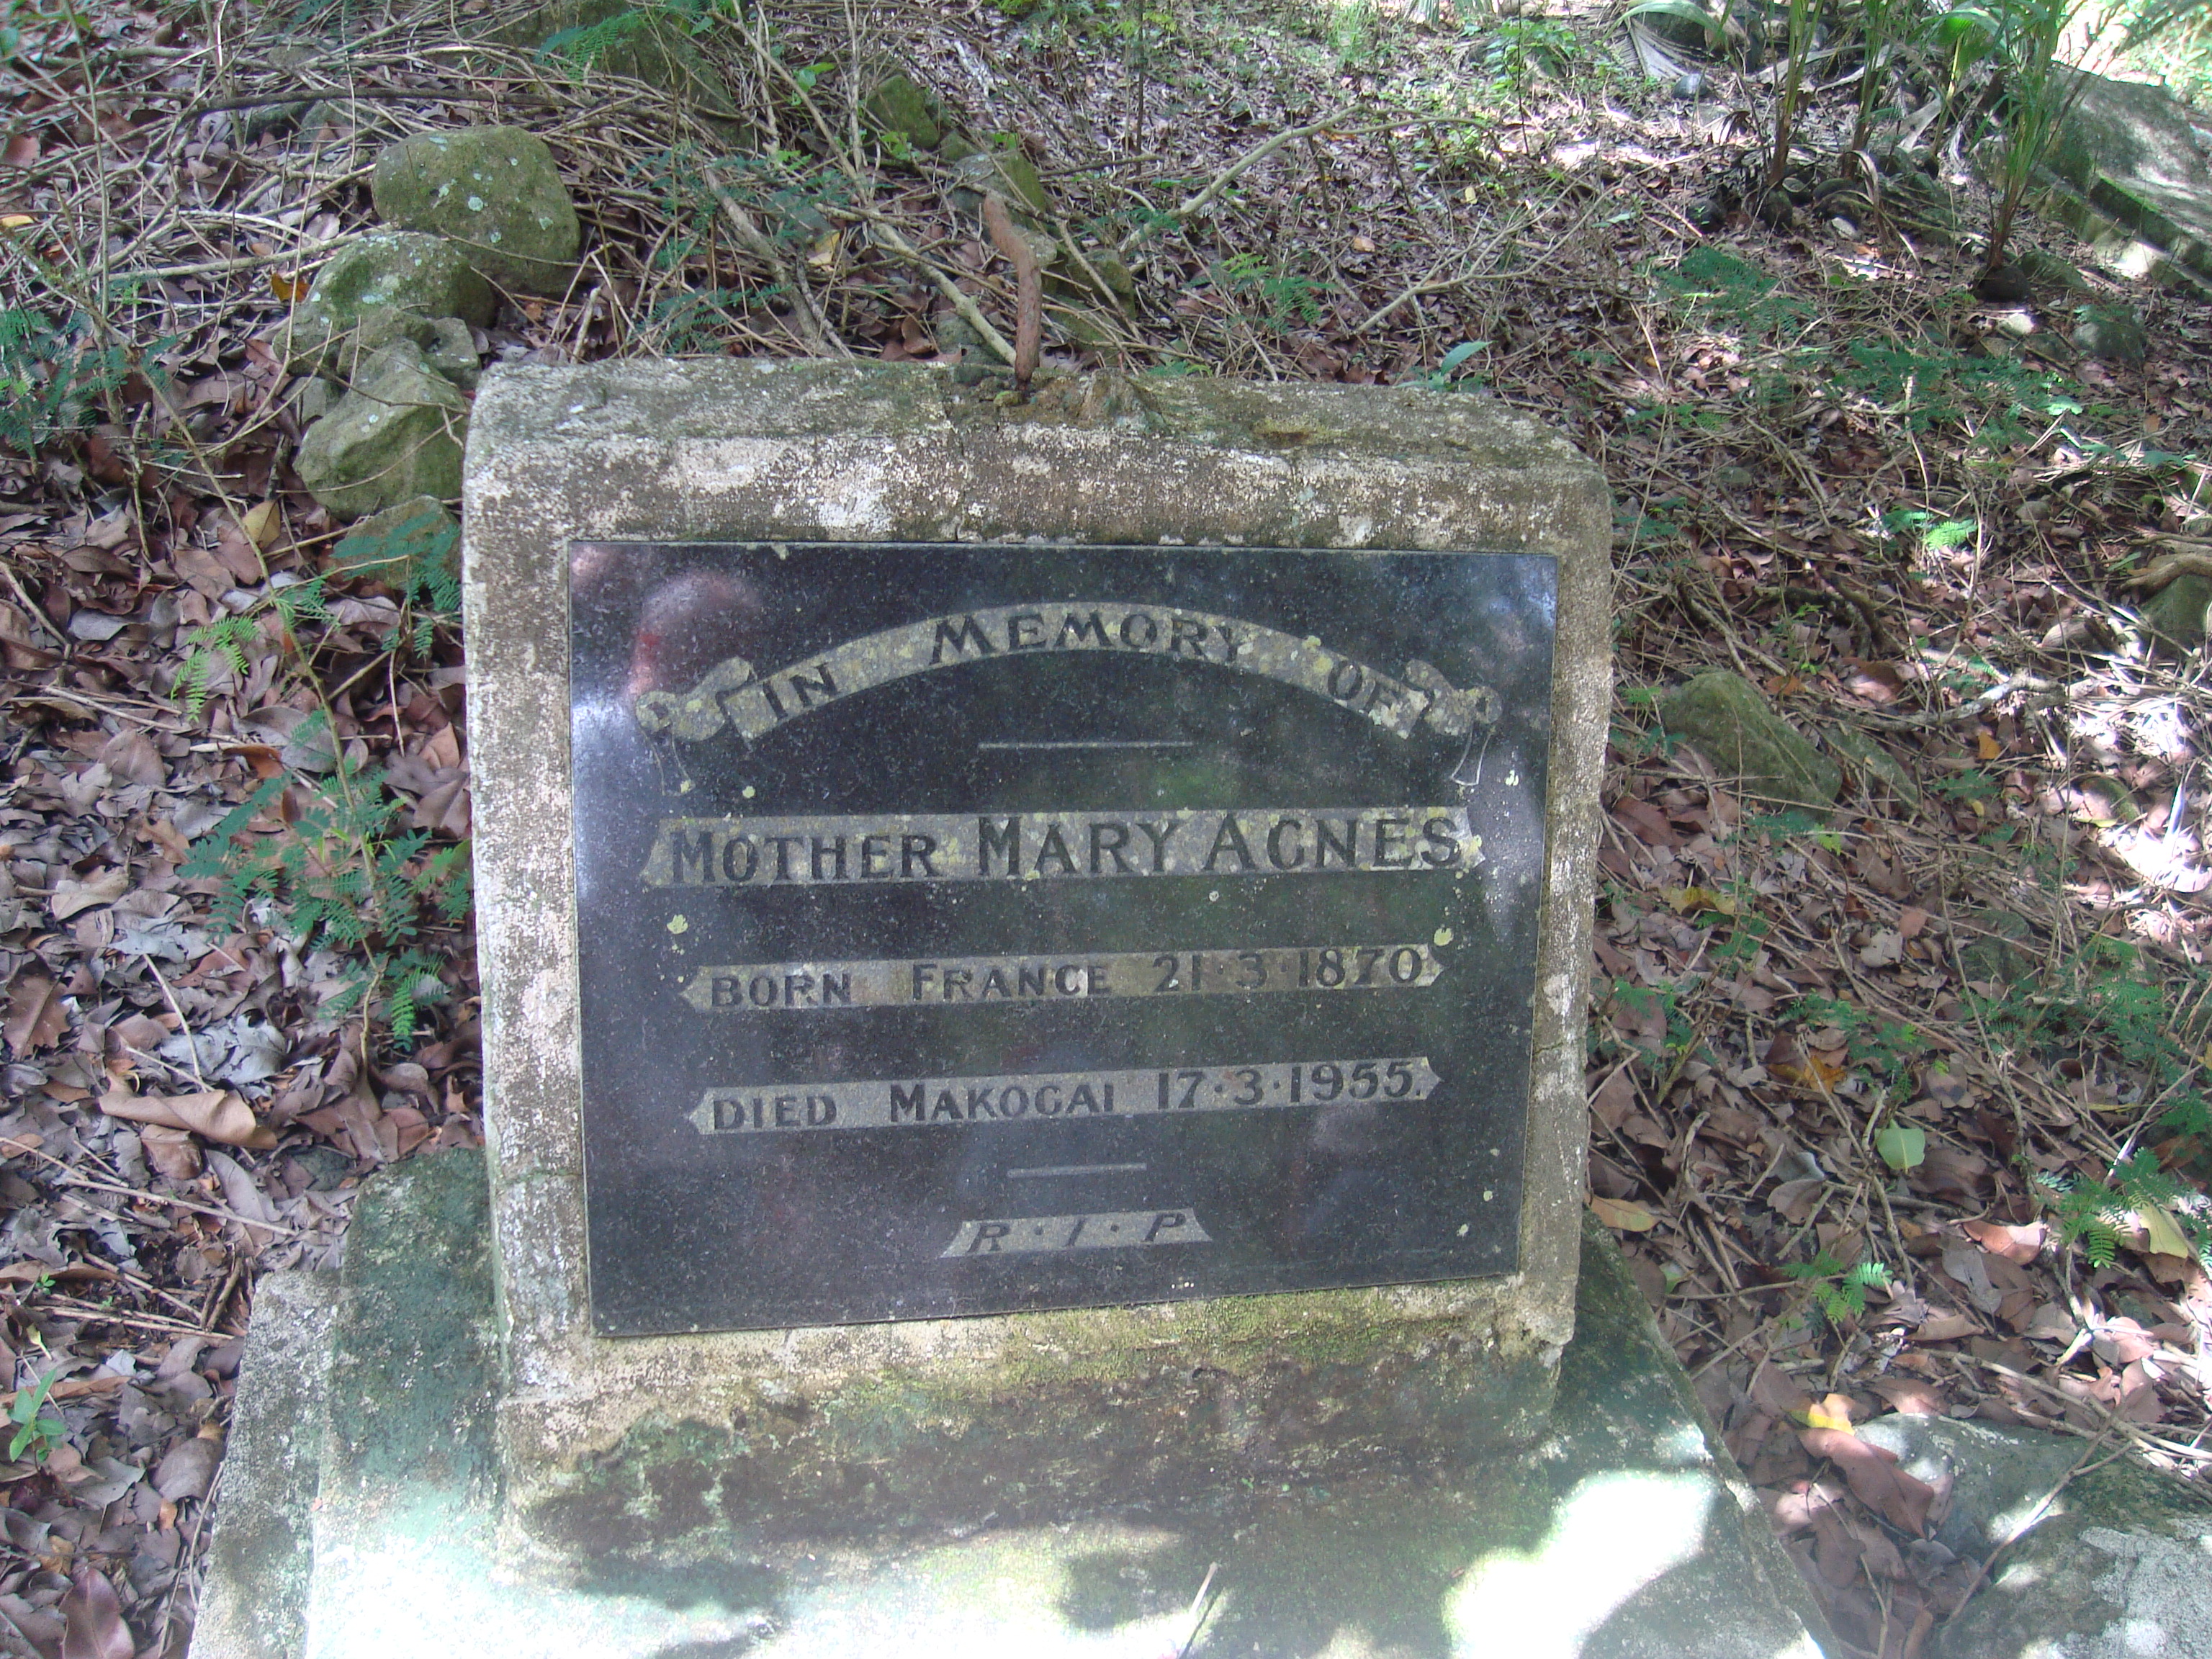 IN MEMORY OF
MOTHER MARY AGNES
BORN FRANCE 21·3·1870
DIED MAKOGAI 17·3·1955.
R·I·P